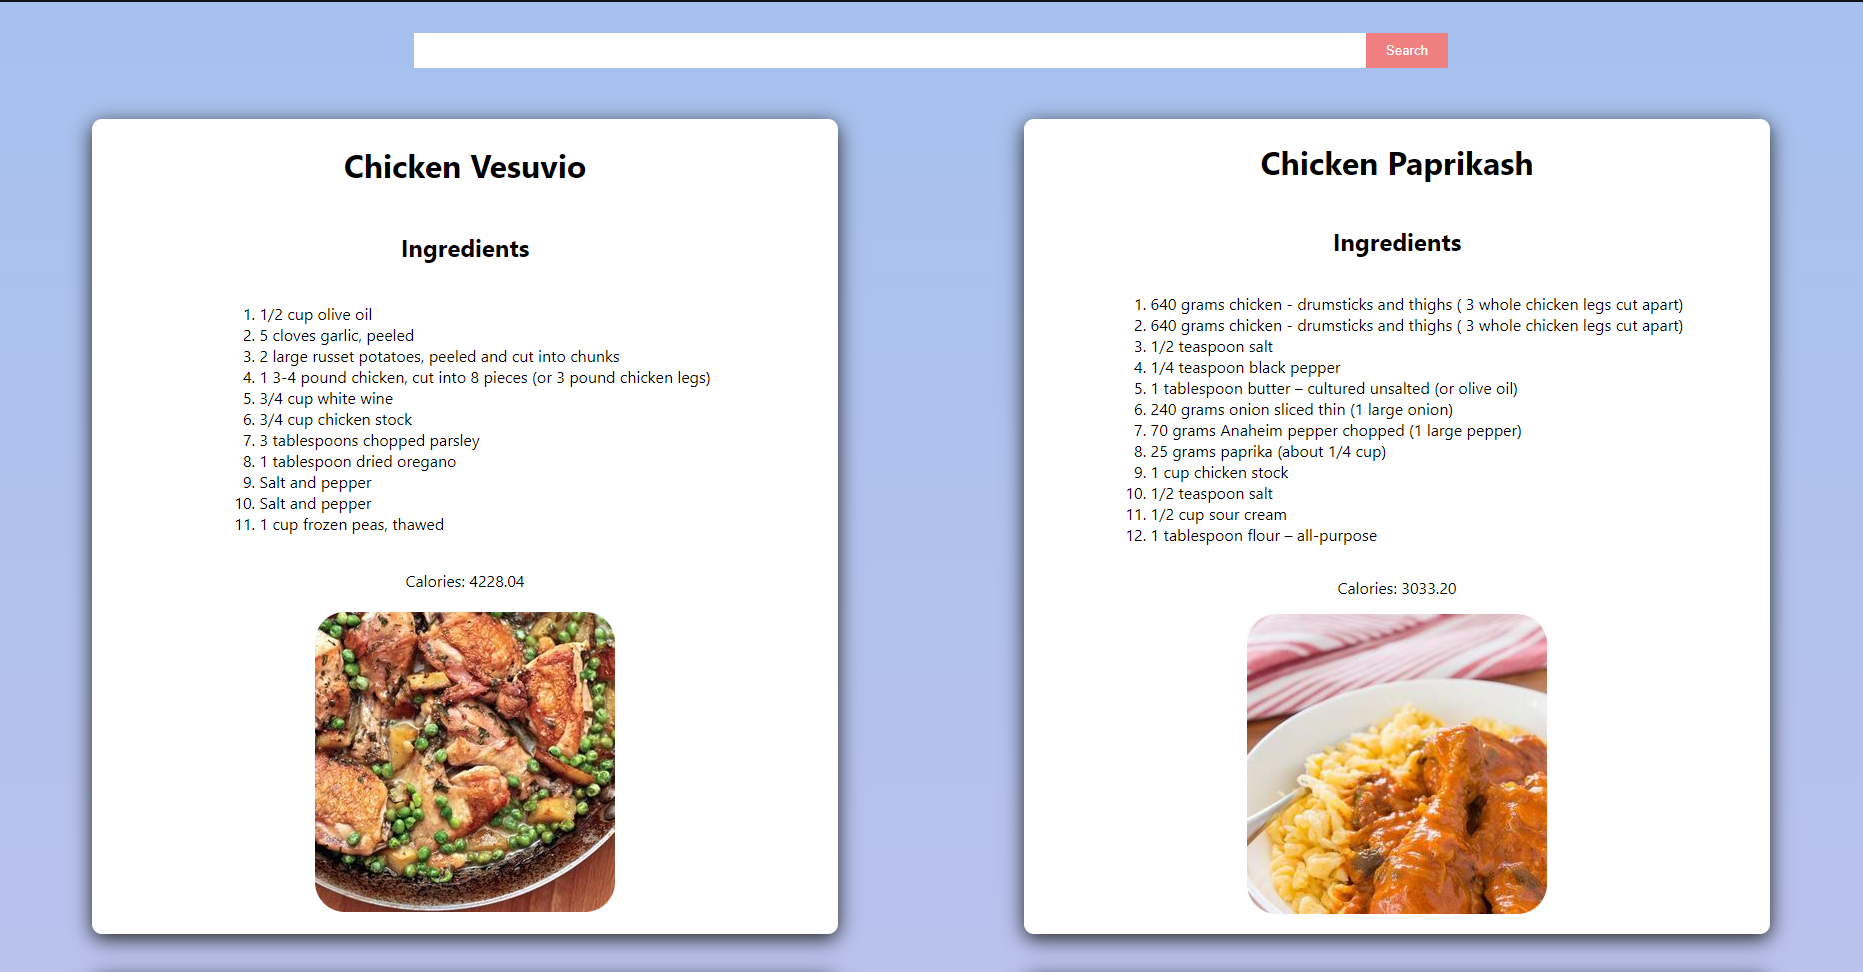 Search
Chicken Vesuvio
Ingredients
1. 1/2 cup olive oil
2. 5 cloves garlic, peeled
3. 2 large russet potatoes, peeled and cut into chunks
4. 1 3-4 pound chicken, cut into 8 pieces (or 3 pound chicken legs)
5. 3/4 cup white wine
6. 3/4 cup chicken stock
7. 3 tablespoons chopped parsley
8. 1 tablespoon dried oregano
9. Salt and pepper
10. Salt and pepper
11. 1 cup frozen peas, thawed
Calories: 4228.04
Chicken Paprikash
Ingredients
1. 640 grams chicken - drumsticks and thighs ( 3 whole chicken legs cut apart)
2. 640 grams chicken - drumsticks and thighs ( 3 whole chicken legs cut apart)
3. 1/2 teaspoon salt
4. 1/4 teaspoon black pepper
5. 1 tablespoon butter – cultured unsalted (or olive oil)
6. 240 grams onion sliced thin (1 large onion)
7. 70 grams Anaheim pepper chopped (1 large pepper)
8. 25 grams paprika (about 1/4 cup)
9. 1 cup chicken stock
10. 1/2 teaspoon salt
11. 1/2 cup sour cream
12. 1 tablespoon flour – all-purpose
Calories: 3033.20